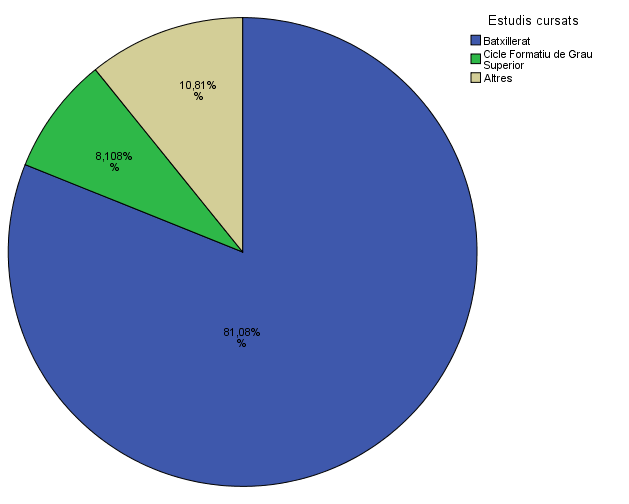 Estudis cursats
Batxillerat
Cicle Formatiu de Grau
Superior
Altres
10,81%
%
8,108%
%
81,08%
%